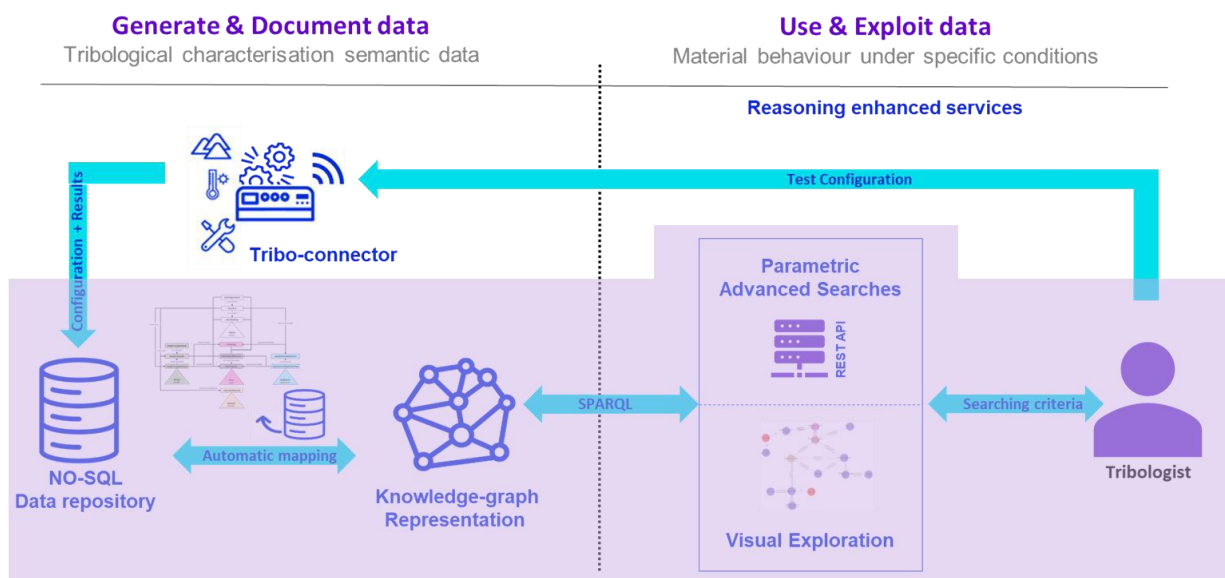 Generate & Document data
Tribological characterisation semantic data
Use & Exploit data
Material behaviour under specific conditions
Reasoning enhanced services
Test Configuration
Tribo-connector
Configuration + Results
Parametric
Advanced Searches
REST API
SPARQL
Searching criteria
Automatic mapping
NO-SQL
Data repository
Knowledge-graph
Representation
Visual Exploration
Tribologist